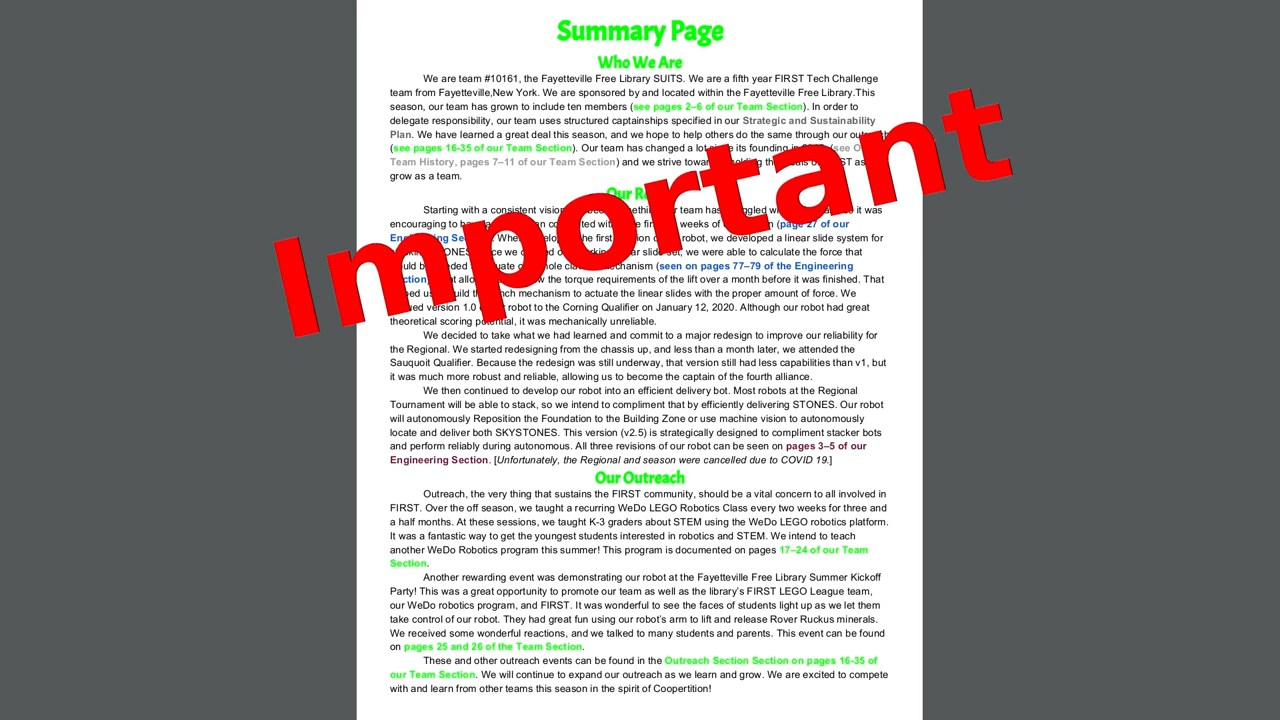 Summary Page
Who We Are
We are team #10161, the Fayetteville Free Library SUITS. We are a fifth year FIRST Tech Challenge
team from Fayetteville,New York. We are sponsored by and located within the Fayetteville Free Library.This
season, our team has grown to include ten members (see pages 2–6 of our Team Section). In order to
delegate responsibility, our team uses structured captainships specified in our Strategic and Sustainability
Plan. We have learned a great deal this season, and we hope to help others do the same through our outreach
(see pages 16-35 of our Team Section). Our team has changed a lot since its founding in (see
Team History, pages 7–11 of our Team Section) and we strive toward holding the as
grow as a team.
Our
Starting with a consistent vision team has it was
encouraging to weeks of (page 27 of our
the first robot, we developed a linear slide system for
we were able to calculate the force that
(seen on pages 77–79 of the Engineering
the torque requirements of the lift over a month before it was finished. That
mechanism to actuate the linear slides with the proper amount of force. We
version 1.0 robot to the Corning Qualifier on January 12, 2020. Although our robot had great
theoretical scoring potential, it was mechanically unreliable.
We decided to take what we had learned and commit to a major redesign to improve our reliability for
the Regional. We started redesigning from the chassis up, and less than a month later, we attended the
Sauquoit Qualifier. Because the redesign was still underway, that version still had less capabilities than v1, but
it was much more robust and reliable, allowing us to become the captain of the fourth alliance.
We then continued to develop our robot into an efficient delivery bot. Most robots at the Regional
Tournament will be able to stack, so we intend to compliment that by efficiently delivering STONES. Our robot
will autonomously Reposition the Foundation to the Building Zone or use machine vision to autonomously
locate and deliver both SKYSTONES. This version (v2.5) is strategically designed to compliment stacker bots
and perform reliably during autonomous. All three revisions of our robot can be seen on pages 3–5 of our
Engineering Section. [Unfortunately, the Regional and season were cancelled due to COVID 19.]
Our Outreach
Outreach, the very thing that sustains the FIRST community, should be a vital concern to all involved in
FIRST. Over the off season, we taught a recurring WeDo LEGO Robotics Class every two weeks for three and
a half months. At these sessions, we taught K-3 graders about STEM using the WeDo LEGO robotics platform.
It was a fantastic way to get the youngest students interested in robotics and STEM. We intend to teach
another WeDo Robotics program this summer! This program is documented on pages 17–24 of our Team
Section.
Another rewarding event was demonstrating our robot at the Fayetteville Free Library Summer Kickoff
Party! This was a great opportunity to promote our team as well as the library's FIRST LEGO League team,
our WeDo robotics program, and FIRST. It was wonderful to see the faces of students light up as we let them
take control of our robot. They had great fun using our robot's arm to lift and release Rover Ruckus minerals.
We received some wonderful reactions, and we talked to many students and parents. This event can be found
on pages 25 and 26 of the Team Section.
These and other outreach events can be found in the Outreach Section Section on pages 16-35 of
our Team Section. We will continue to expand our outreach as we learn and grow. We are excited to compete
with and learn from other teams this season in the spirit of Coopertition!
Important